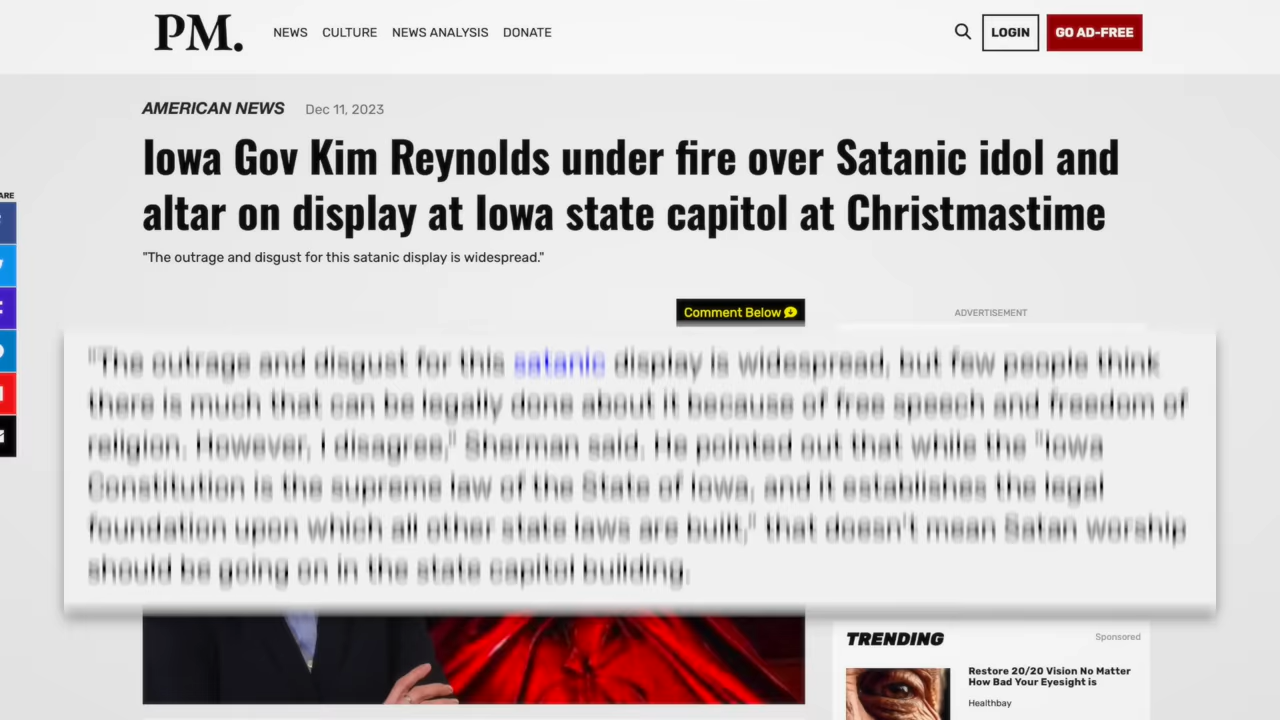 PM.
NEWS CULTURE NEWS ANALYSIS DONATE
LOGIN
GO AD-FREE
ARE
AMERICAN NEWS Dec 11, 2023
Iowa Gov Kim Reynolds under fire over Satanic idol and
altar on display at Iowa state capitol at Christmastime
"The outrage and disgust for this satanic display is widespread."
Comment Below
ADVERTISEMENT
"The outrage and disgust for this satanic display is widespread, but few people think
there is much that can be legally done about it because of free speech and freedom of
religion. However, I disagree," Sherman said. He pointed out that while the "Iowa
Constitution is the supreme law of the State of Iowa, and it establishes the legal
foundation upon which all other state laws are built," that doesn't mean Satan worship
should be going on in the state capitol building.
TRENDING
Sponsored
Restore 20/20 Vision No Matter
How Bad Your Eyesight is
Healthbay